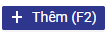 + Thêm (F2)